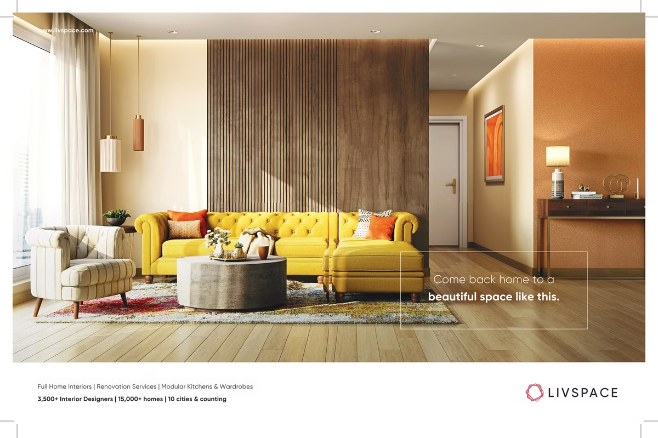 www.livspace.com
Come back home to a
beautiful space like this.
Full Home Interiors | Renovation Services | Modular Kitchens & Wardrobes
3,500+ Interior Designers | 15,000+ homes | 10 cities & counting
LIVSPACE